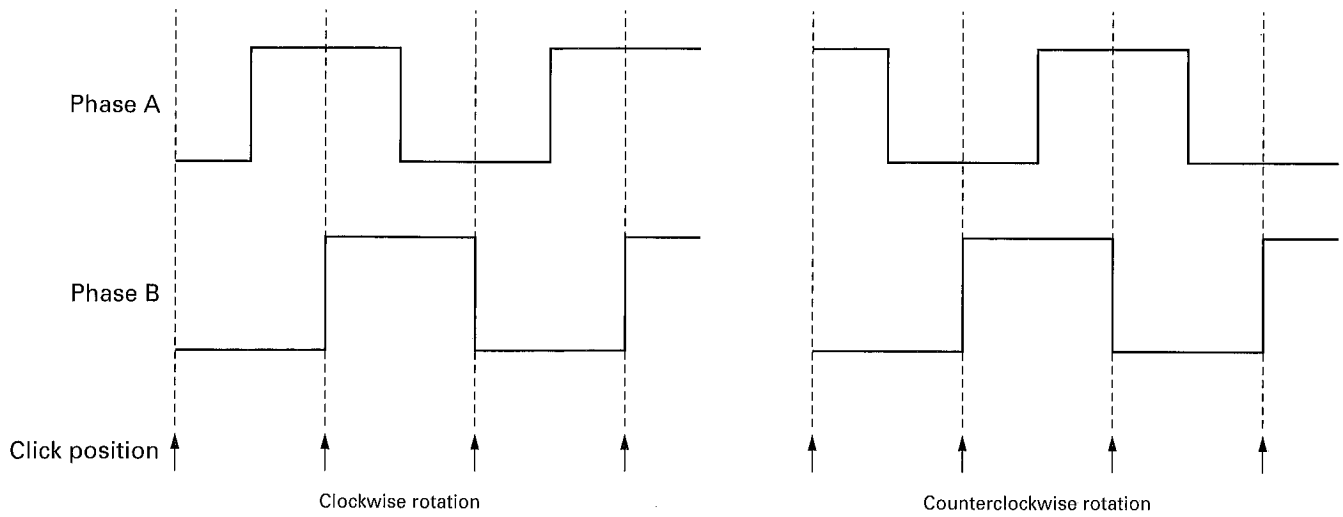 Phase A
Phase B
Click position
Clockwise rotation
Counterclockwise rotation